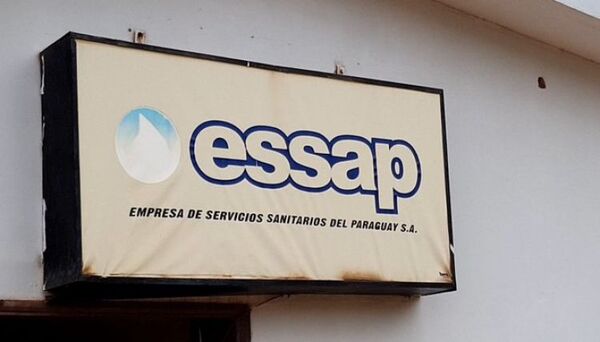 essap
EMPRESA DE SERVICIOS SANITARIOS DEL PARAGUAY S.A.